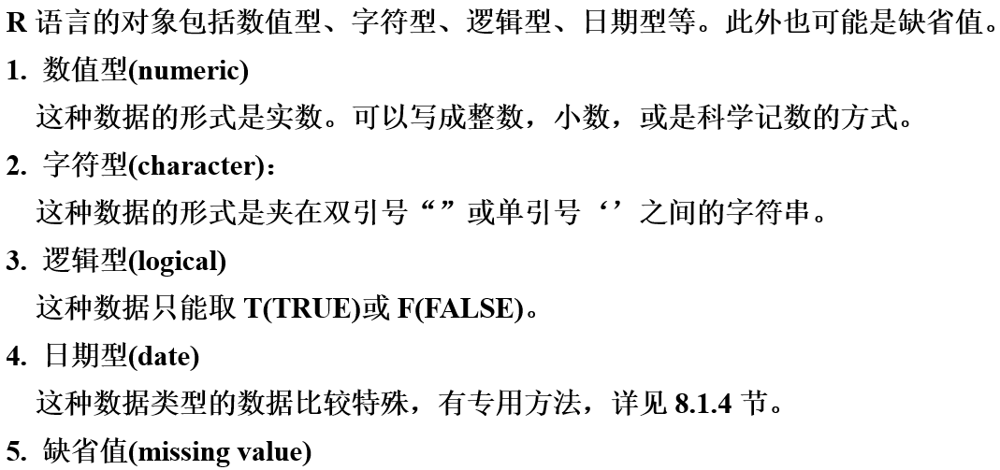 R 语言的对象包括数值型、字符型、逻辑型、日期型等。此外也可能是缺省值。
1. 数值型(numeric)
这种数据的形式是实数。可以写成整数，小数，或是科学记数的方式。
2. 字符型(character)：
这种数据的形式是夹在双引号“”或单引号‘’之间的字符串。
3. 逻辑型(logical)
这种数据只能取 T(TRUE)或 F(FALSE)。
4. 日期型(date)
这种数据类型的数据比较特殊，有专用方法，详见 8.1.4 节。
5. 缺省值(missing value)